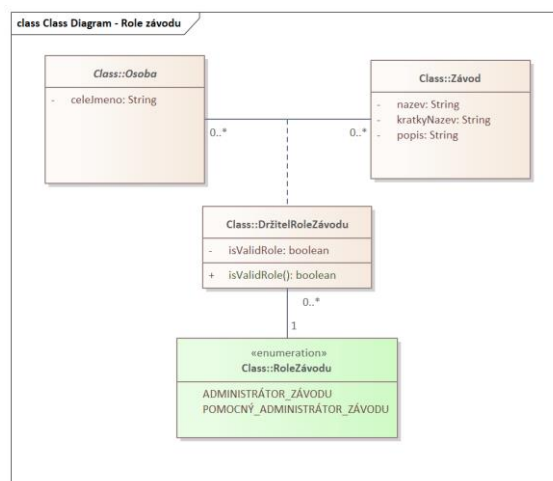 class Class Diagram - Role závodu
Class::Osoba
- celeJmeno: String
Class::Závod
- nazev: String
- kratkyNazev: String
- popis: String
0..* 0..*
Class::DržitelRoleZávodu
- isValidRole: boolean
+ isValidRole(): boolean
0..*
1
«enumeration»
Class::RoleZávodu
ADMINISTRÁTOR_ZÁVODU
POMOCNÝ_ADMINISTRÁTOR_ZÁVODU